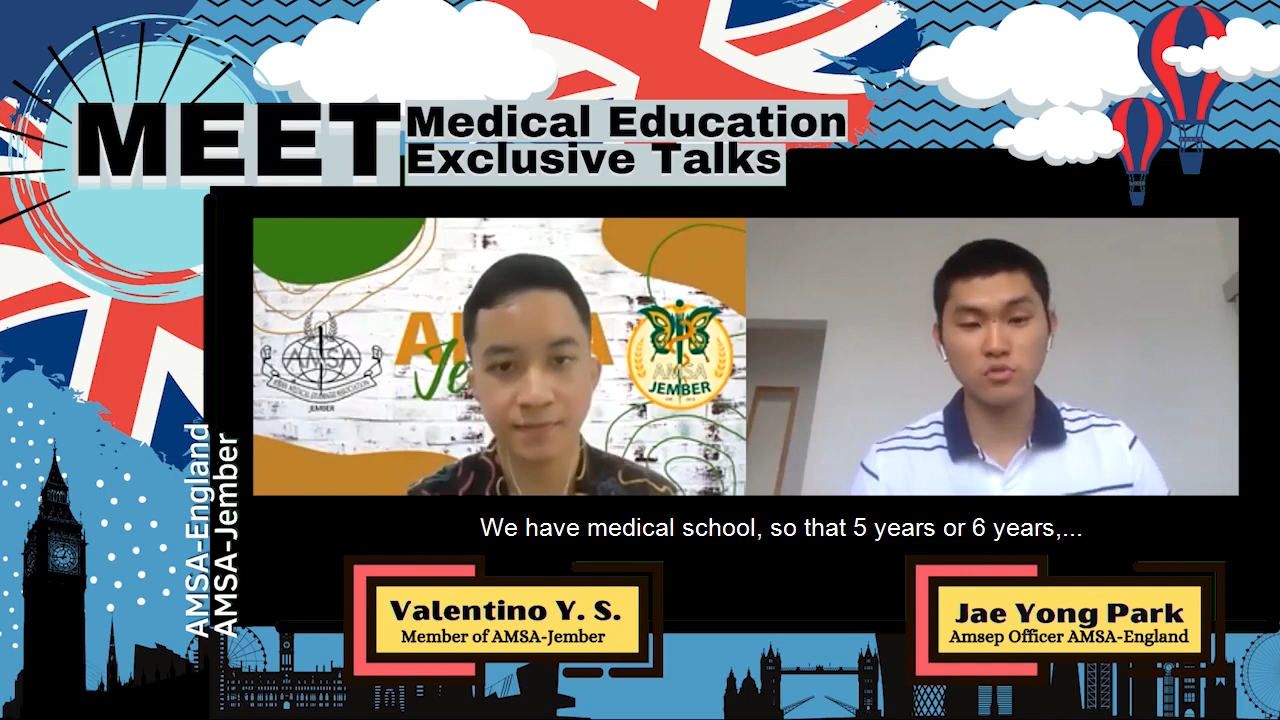 MEET
Medical Education
Exclusive Talks
AMSA-England
AMSA-Jember
AMSA
JEMBER
AMSA
JEMBER
We have medical school, so that 5 years or 6 years,...
Valentino Y. S.
Member of AMSA-Jember
Jae Yong Park
Amsep Officer AMSA-England